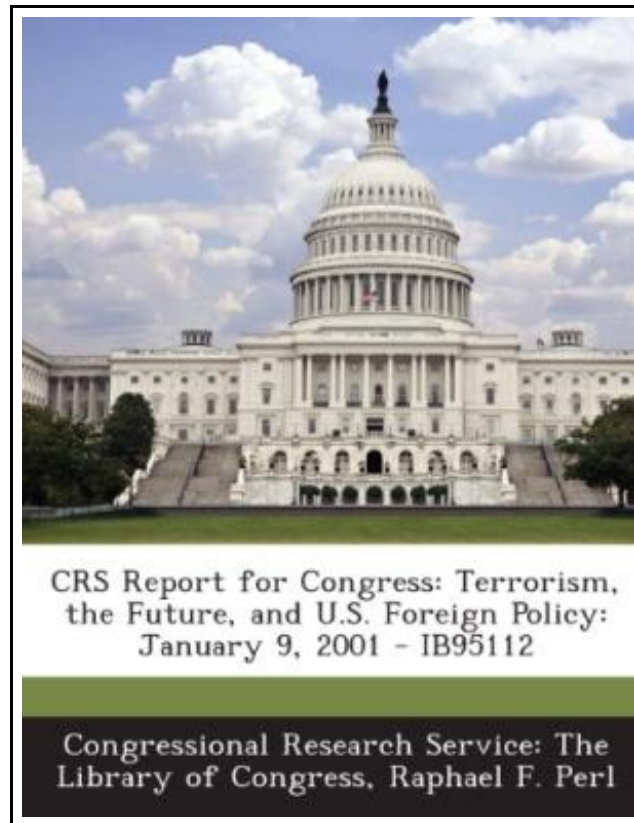 CRS Report for Congress: Terrorism,
the Future, and U.S. Foreign Policy:
January 9, 2001 - IB95112
Congressional Research Service: The
Library of Congress, Raphael F. Perl